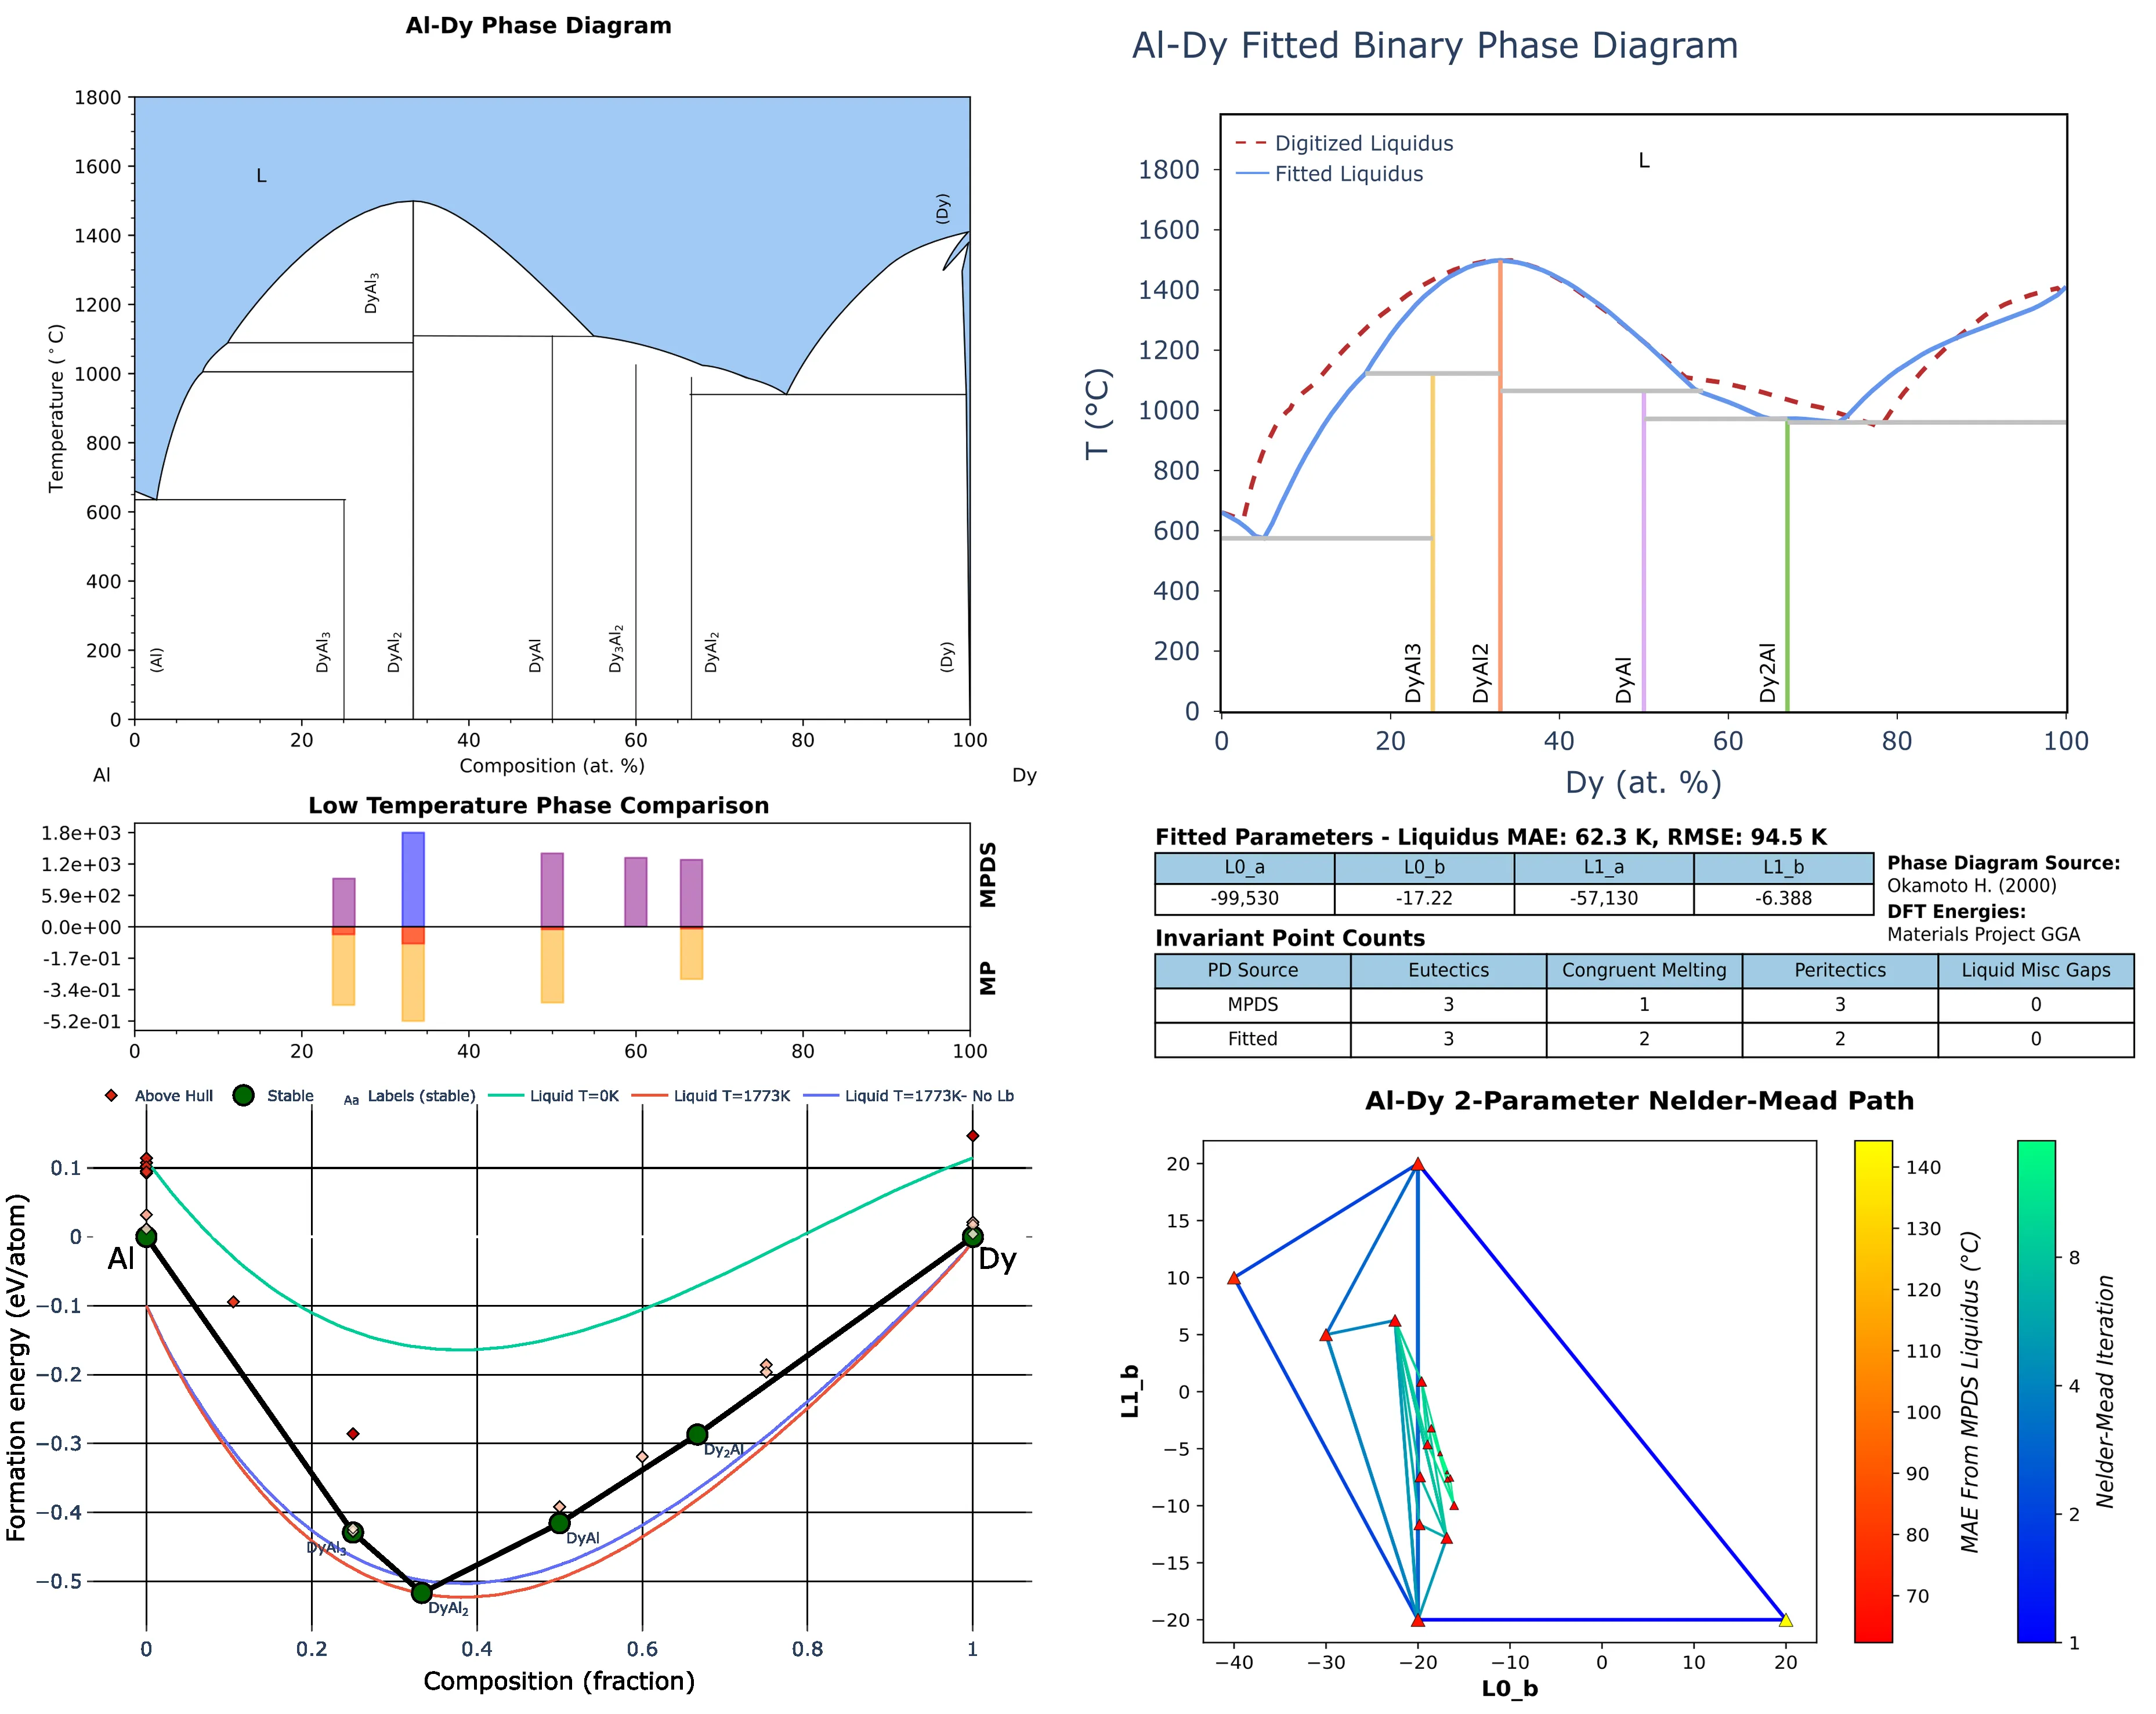 Al-Dy Phase Diagram
1800
1600
1400
1200
1000
800
600
400
200
0
Temperature (°C)
L
DyAl3
(Dy)
(Al)
DyAl3
DyAl2
DyAl
Dy3Al2
DyAl2
(Dy)
0 20 40 60 80 100
Composition (at. %)
Al Dy
Al-Dy Fitted Binary Phase Diagram
Digitized Liquidus
Fitted Liquidus
L
T (°C)
1800
1600
1400
1200
1000
800
600
400
200
0
DyAl3
DyAl2
DyAl
Dy2Al
0 20 40 60 80 100
Dy (at. %)
Low Temperature Phase Comparison
1.8e+03
1.2e+03
5.9e+02
0.0e+00
-1.7e-01
-3.4e-01
-5.2e-01
MPDS
MP
0 20 40 60 80 100
Fitted Parameters - Liquidus MAE: 62.3 K, RMSE: 94.5 K
L0_a L0_b L1_a L1_b
-99,530 -17.22 -57,130 -6.388
Phase Diagram Source:
Okamoto H. (2000)
DFT Energies:
Materials Project GGA
Invariant Point Counts
PD Source Eutectics Congruent Melting Peritectics Liquid Misc Gaps
MPDS 3 1 3 0
Fitted 3 2 2 0
Above Hull Stable Aa Labels (stable) Liquid T=0K Liquid T=1773K Liquid T=1773K- No Lb
Formation energy (eV/atom)
0.1
0
−0.1
−0.2
−0.3
−0.4
−0.5
Al
Dy
Dy2Al
DyAl
DyAl3
DyAl2
0 0.2 0.4 0.6 0.8 1
Composition (fraction)
Al-Dy 2-Parameter Nelder-Mead Path
L1_b
20
15
10
5
0
−5
−10
−15
−20
−40 −30 −20 −10 0 10 20
L0_b
140
130
120
110
100
90
80
70
MAE From MPDS Liquidus (°C)
8
4
2
1
Nelder-Mead Iteration